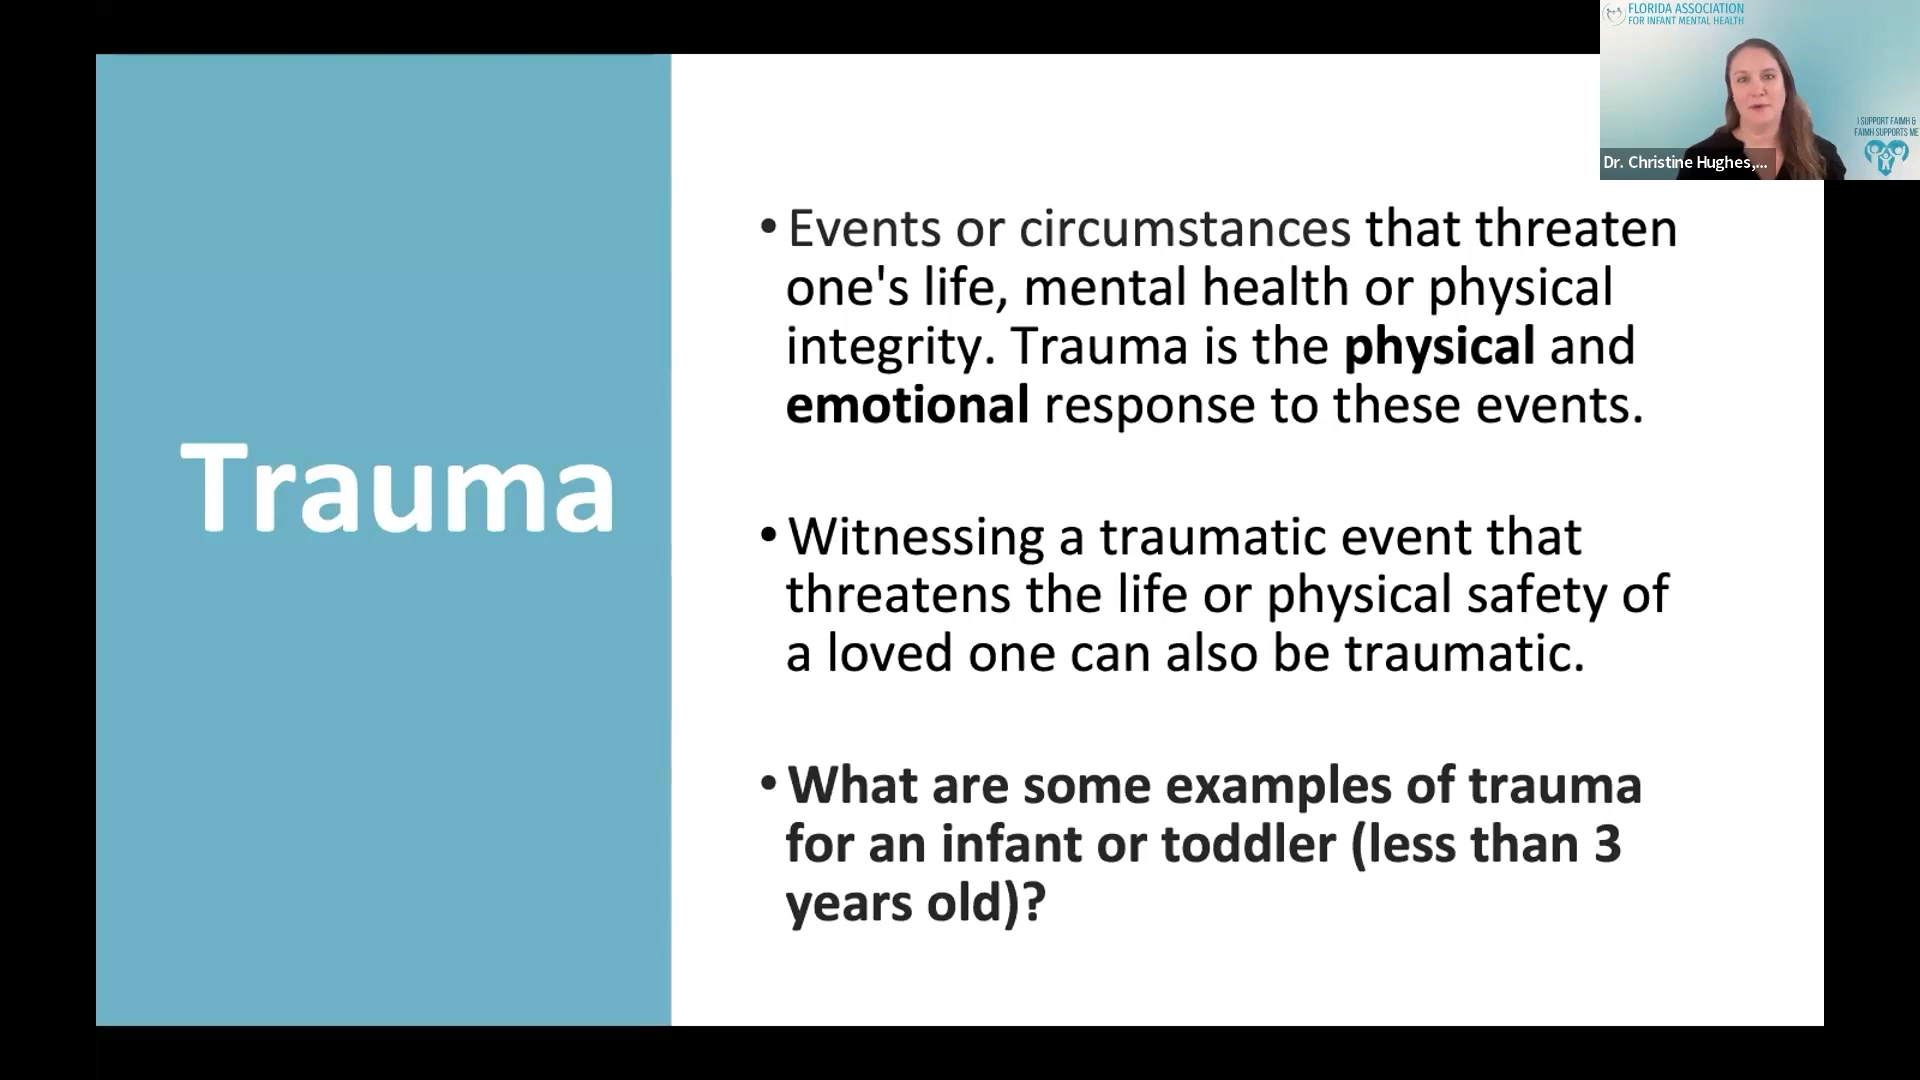 FLORIDA ASSOCIATION
FOR INFANT MENTAL HEALTH
I SUPPORT FAIMH &
FAIMH SUPPORTS ME
Dr. Christine Hughes,...
Trauma
• Events or circumstances that threaten
one's life, mental health or physical
integrity. Trauma is the physical and
emotional response to these events.
• Witnessing a traumatic event that
threatens the life or physical safety of
a loved one can also be traumatic.
• What are some examples of trauma
for an infant or toddler (less than 3
years old)?